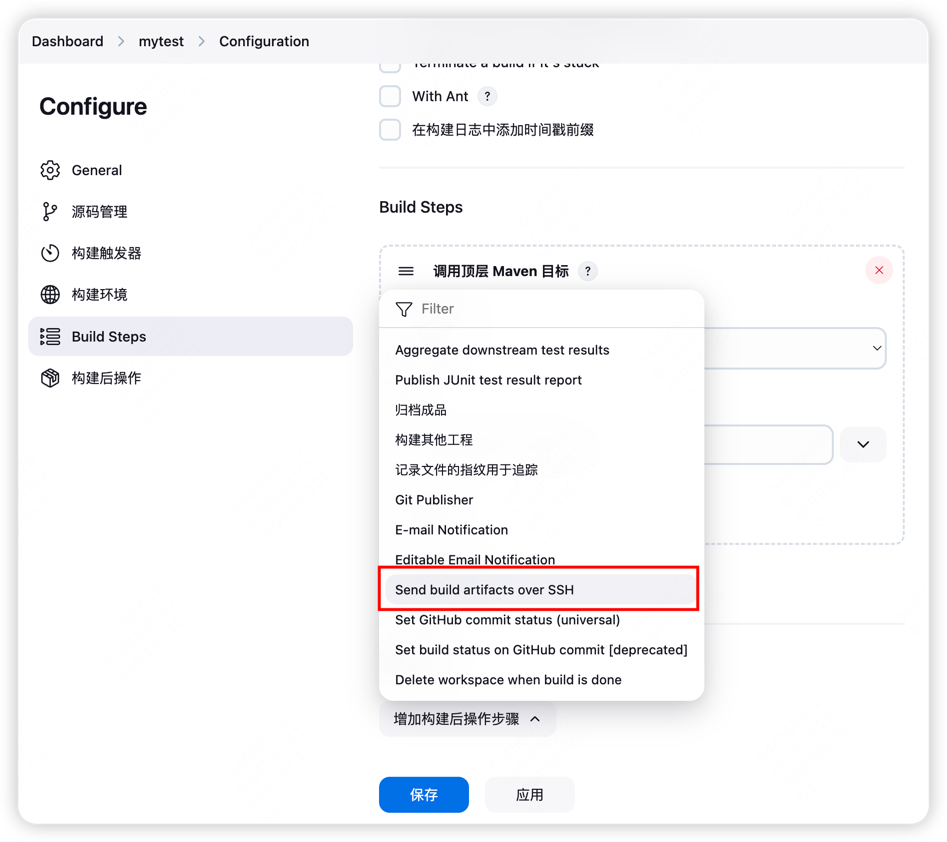 Dashboard > mytest > Configuration
Configure
General
源码管理
构建触发器
构建环境
Build Steps
构建后操作
Terminate a build if it's stuck
With Ant ?
在构建日志中添加时间戳前缀
Build Steps
调用顶层 Maven 目标 ?
Filter
Aggregate downstream test results
Publish JUnit test result report
归档成品
构建其他工程
记录文件的指纹用于追踪
Git Publisher
E-mail Notification
Editable Email Notification
Send build artifacts over SSH
Set GitHub commit status (universal)
Set build status on GitHub commit [deprecated]
Delete workspace when build is done
增加构建后操作步骤
保存
应用